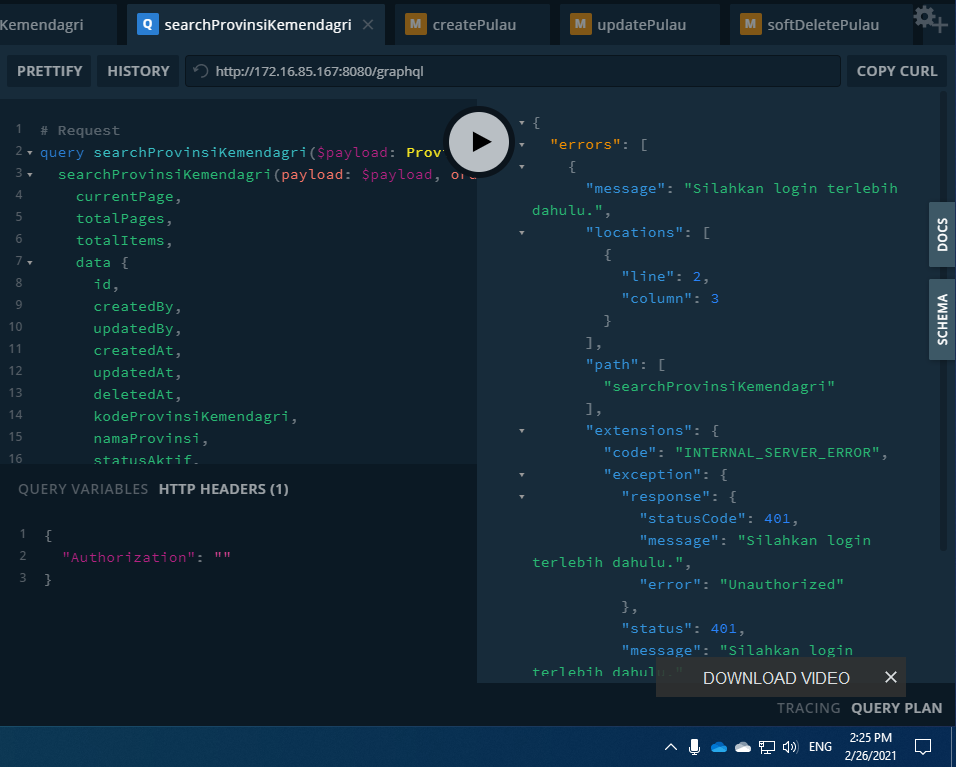 Kemendagri
Q searchProvinsiKemendagri ×
M createPulau
M updatePulau
M softDeletePulau
PRETTIFY
HISTORY
http://172.16.85.167:8080/graphql
COPY CURL
1 # Request
2 query searchProvinsiKemendagri($payload: Prov
3 searchProvinsiKemendagri(payload: $payload, ord
4 currentPage,
5 totalPages,
6 totalItems,
7 data {
8 id,
9 createdBy,
10 updatedBy,
11 createdAt,
12 updatedAt,
13 deletedAt,
14 kodeProvinsiKemendagri,
15 namaProvinsi,
16 statusAktif,
QUERY VARIABLES HTTP HEADERS (1)
1 {
2 "Authorization": ""
3 }
{
"errors": [
{
"message": "Silahkan login terlebih
dahulu.",
"locations": [
{
"line": 2,
"column": 3
}
],
"path": [
"searchProvinsiKemendagri"
],
"extensions": {
"code": "INTERNAL_SERVER_ERROR",
"exception": {
"response": {
"statusCode": 401,
"message": "Silahkan login
terlebih dahulu.",
"error": "Unauthorized"
},
"status": 401,
"message": "Silahkan login
terlebih dahulu."
DOCS
SCHEMA
DOWNLOAD VIDEO ×
TRACING QUERY PLAN
ENG
2:25 PM
2/26/2021